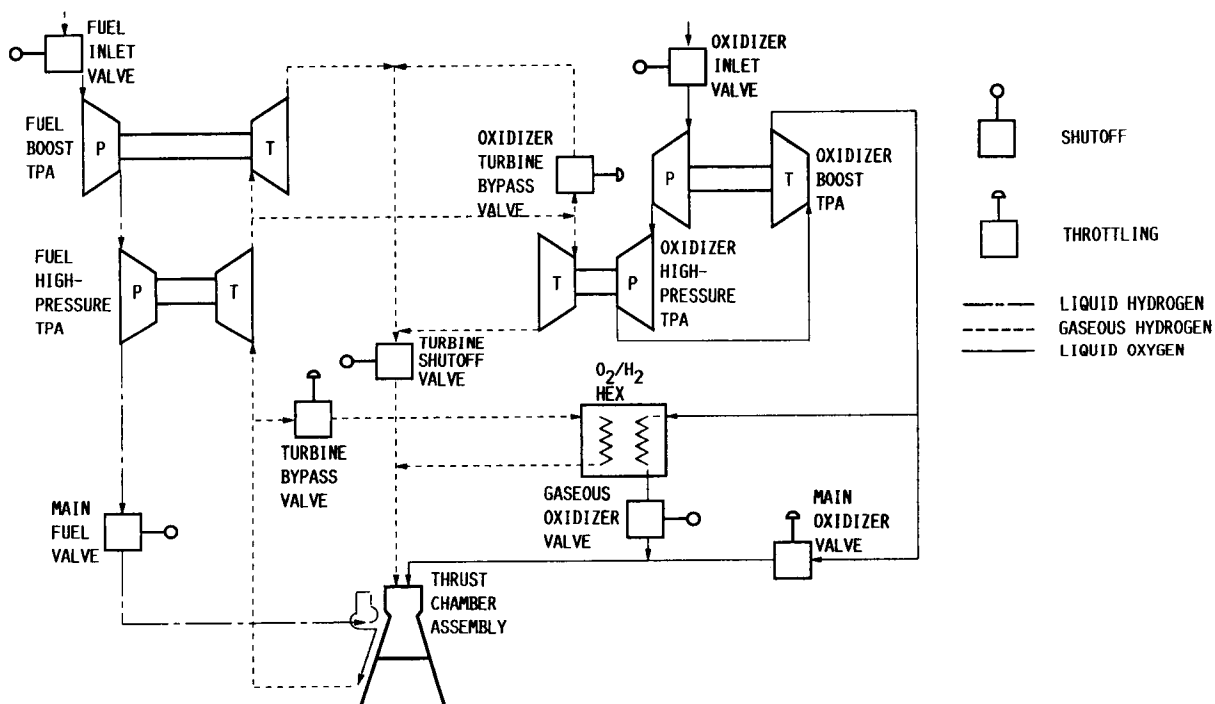 FUEL
INLET
VALVE
FUEL
BOOST
TPA
P
T
FUEL
HIGH-
PRESSURE
TPA
P
T
OXIDIZER
INLET
VALVE
OXIDIZER
TURBINE
BYPASS
VALVE
P
T
OXIDIZER
BOOST
TPA
T
P
OXIDIZER
HIGH-
PRESSURE
TPA
TURBINE
SHUTOFF
VALVE
TURBINE
BYPASS
VALVE
O2/H2
HEX
GASEOUS
OXIDIZER
VALVE
MAIN
OXIDIZER
VALVE
MAIN
FUEL
VALVE
THRUST
CHAMBER
ASSEMBLY
SHUTOFF
THROTTLING
LIQUID HYDROGEN
GASEOUS HYDROGEN
LIQUID OXYGEN